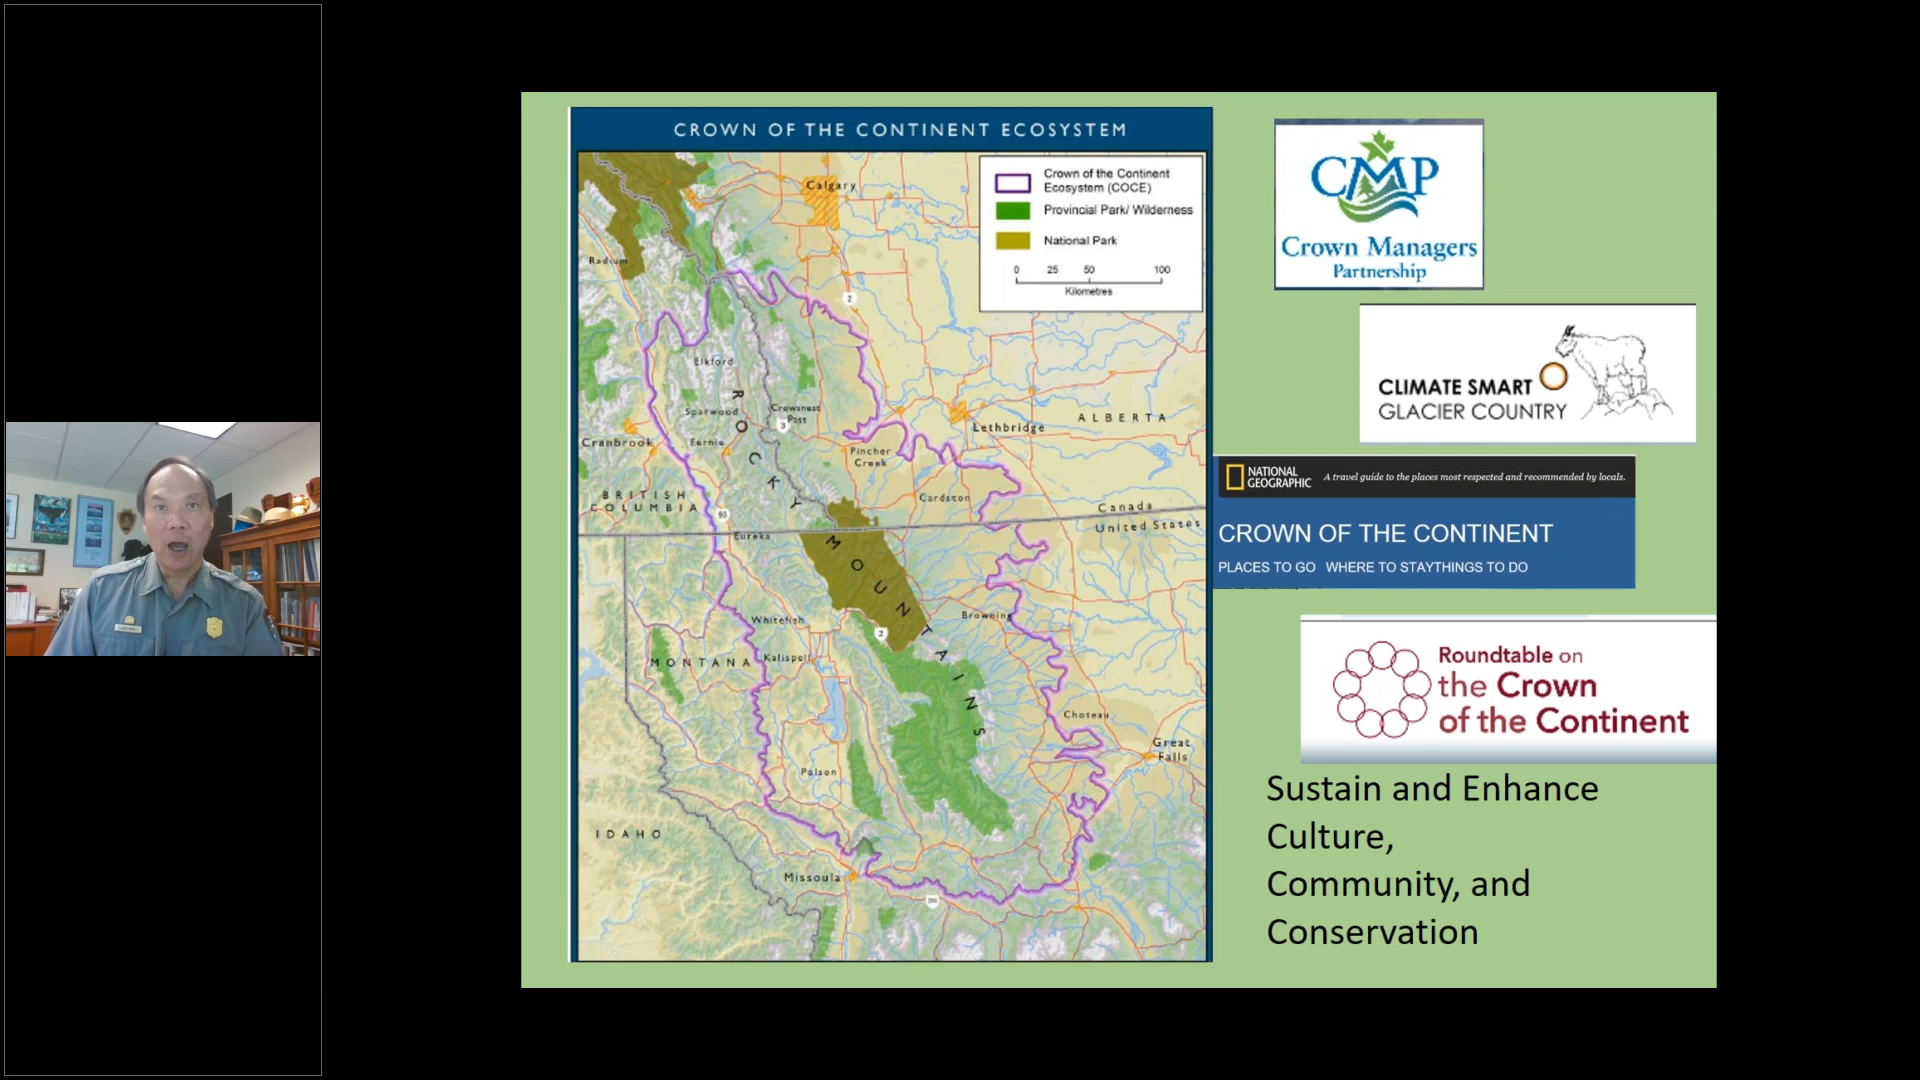 CROWN OF THE CONTINENT ECOSYSTEM
Crown of the Continent
Ecosystem (COCE)
Provincial Park/ Wilderness
National Park
0 25 50 100
Kilometres
Calgary
Radium
2
Elkford
Sparwood
Crowsnest
Pass
3
Cranbrook
Fernie
Pincher
Creek
Lethbridge
ALBERTA
BRITISH
COLUMBIA
Cardston
93
Canada
United States
Eureka
ROCKY MOUNTAINS
Whitefish
2
Browning
MONTANA
Kalispell
Choteau
Great
Falls
Polson
IDAHO
Missoula
CMP
Crown Managers
Partnership
CLIMATE SMART
GLACIER COUNTRY
NATIONAL
GEOGRAPHIC
A travel guide to the places most respected and recommended by locals.
CROWN OF THE CONTINENT
PLACES TO GO WHERE TO STAYTHINGS TO DO
Roundtable on
the Crown
of the Continent
Sustain and Enhance
Culture,
Community, and
Conservation